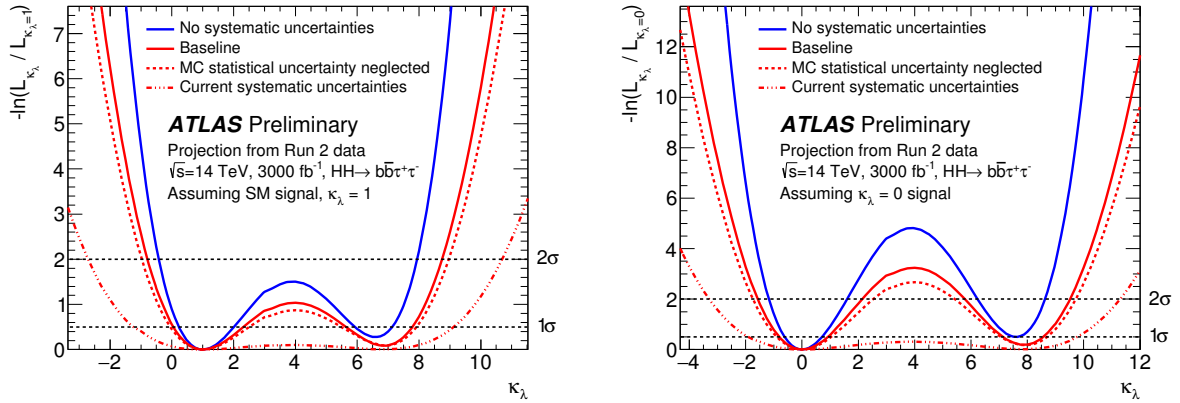 -ln(L_κλ / L_κλ=1)
No systematic uncertainties
Baseline
MC statistical uncertainty neglected
Current systematic uncertainties
ATLAS Preliminary
Projection from Run 2 data
√s=14 TeV, 3000 fb⁻¹, HH→ bb̅τ⁺τ⁻
Assuming SM signal, κλ = 1
7
6
5
4
3
2
1
0
2σ
1σ
−2 0 2 4 6 8 10
κλ
-ln(L_κλ / L_κλ=0)
No systematic uncertainties
Baseline
MC statistical uncertainty neglected
Current systematic uncertainties
ATLAS Preliminary
Projection from Run 2 data
√s=14 TeV, 3000 fb⁻¹, HH→ bb̅τ⁺τ⁻
Assuming κλ = 0 signal
12
10
8
6
4
2
0
2σ
1σ
−4 −2 0 2 4 6 8 10 12
κλ